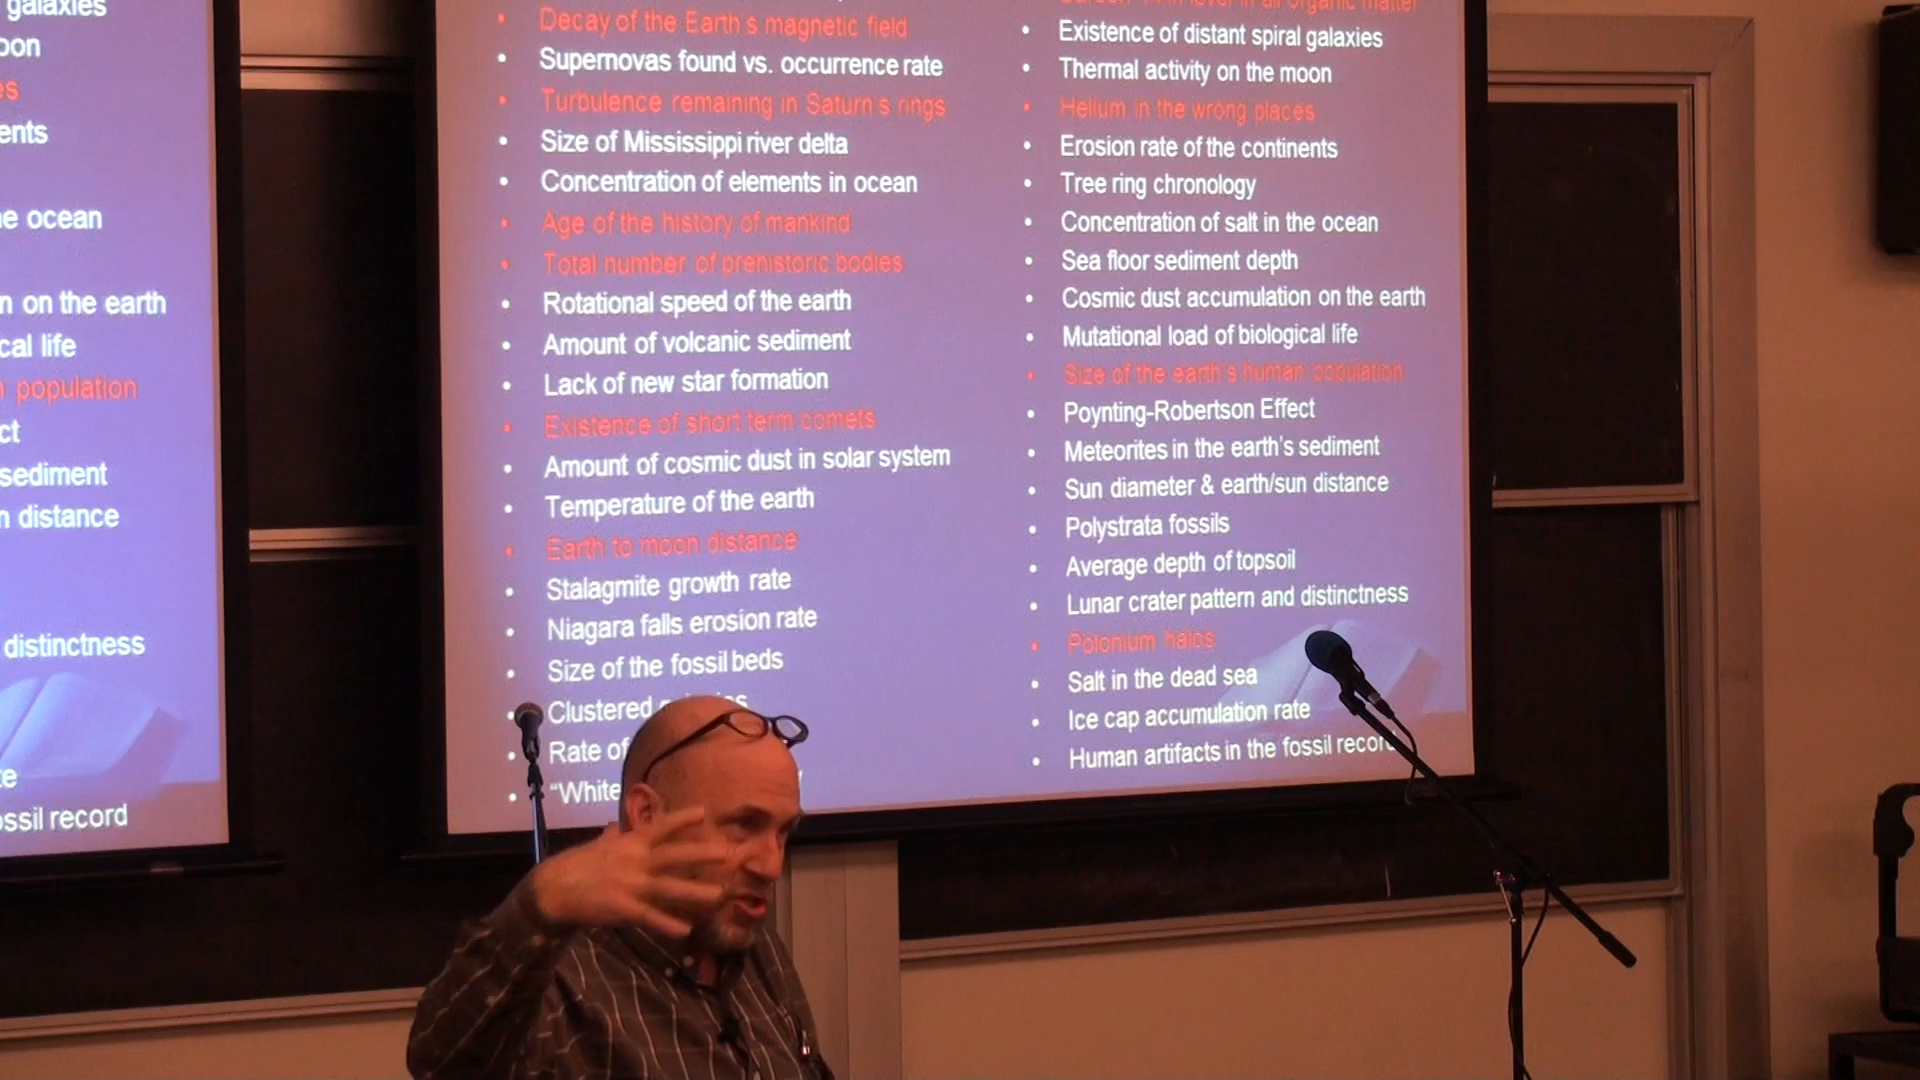 galaxies
oon
es
ents
he ocean
n on the earth
cal life
n population
ct
sediment
n distance
distinctness
te
ossil record
• Decay of the Earth's magnetic field
• Supernovas found vs. occurrence rate
• Turbulence remaining in Saturn's rings
• Size of Mississippi river delta
• Concentration of elements in ocean
• Age of the history of mankind
• Total number of prehistoric bodies
• Rotational speed of the earth
• Amount of volcanic sediment
• Lack of new star formation
• Existence of short term comets
• Amount of cosmic dust in solar system
• Temperature of the earth
• Earth to moon distance
• Stalagmite growth rate
• Niagara falls erosion rate
• Size of the fossil beds
• Clustered
• Rate of
• "White
level in all organic matter
• Existence of distant spiral galaxies
• Thermal activity on the moon
• Helium in the wrong places
• Erosion rate of the continents
• Tree ring chronology
• Concentration of salt in the ocean
• Sea floor sediment depth
• Cosmic dust accumulation on the earth
• Mutational load of biological life
• Size of the earth's human population
• Poynting-Robertson Effect
• Meteorites in the earth's sediment
• Sun diameter & earth/sun distance
• Polystrata fossils
• Average depth of topsoil
• Lunar crater pattern and distinctness
• Polonium halos
• Salt in the dead sea
• Ice cap accumulation rate
• Human artifacts in the fossil record